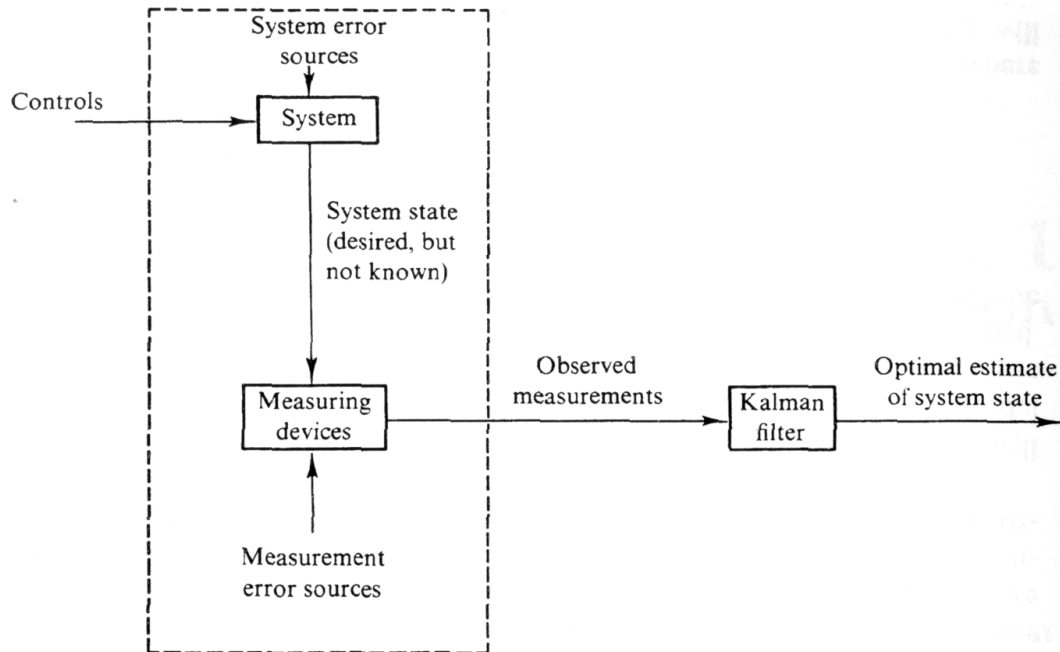 System error
sources
Controls
System
System state
(desired, but
not known)
Observed
measurements
Optimal estimate
of system state
Measuring
devices
Kalman
filter
Measurement
error sources